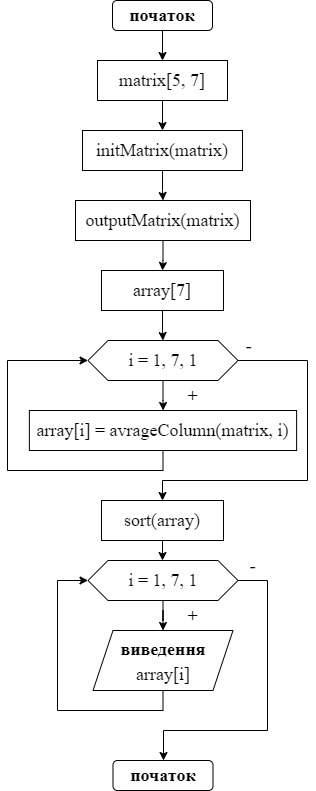 початок
matrix[5, 7]
initMatrix(matrix)
outputMatrix(matrix)
array[7]
i = 1, 7, 1
-
+
array[i] = avrageColumn(matrix, i)
sort(array)
i = 1, 7, 1
-
+
виведення
array[i]
початок